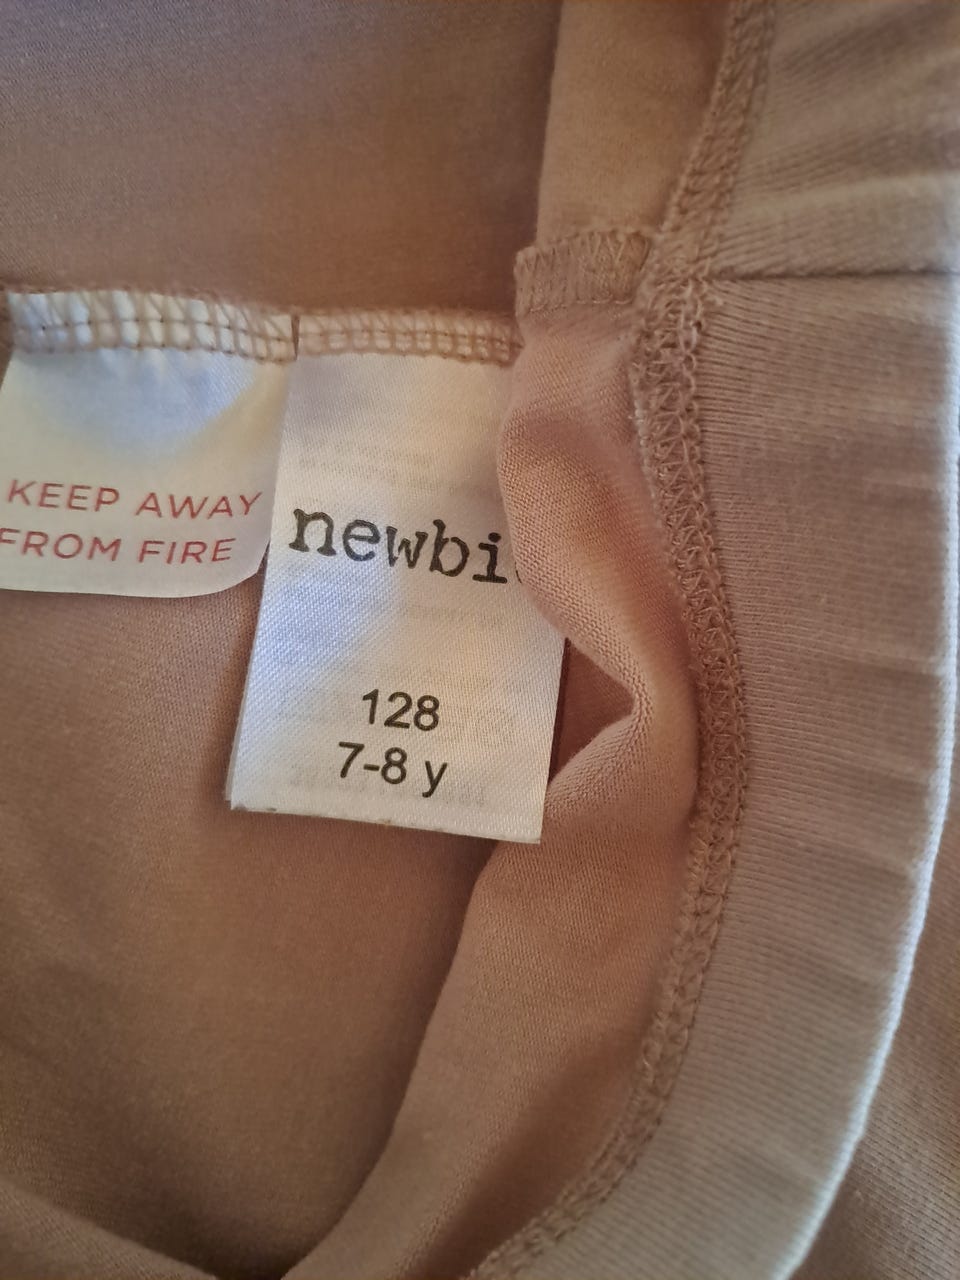 KEEP AWAY
FROM FIRE
newbi
128
7-8 y